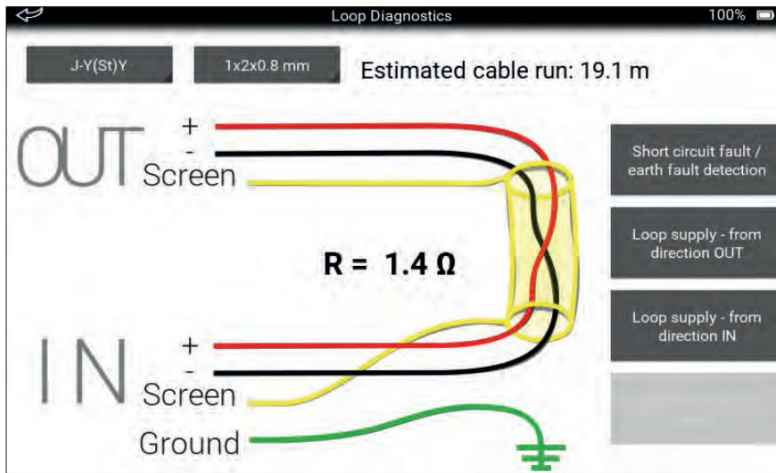 Loop Diagnostics
100%
J-Y(St)Y
1x2x0.8 mm
Estimated cable run: 19.1 m
OUT
+
-
Screen
Short circuit fault /
earth fault detection
Loop supply - from
direction OUT
R = 1.4 Ω
Loop supply - from
direction IN
IN
+
-
Screen
Ground